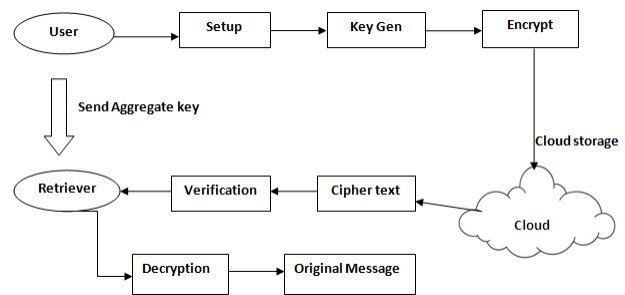 User
Setup
Key Gen
Encrypt
Send Aggregate key
Cloud storage
Retriever
Verification
Cipher text
Cloud
Decryption
Original Message